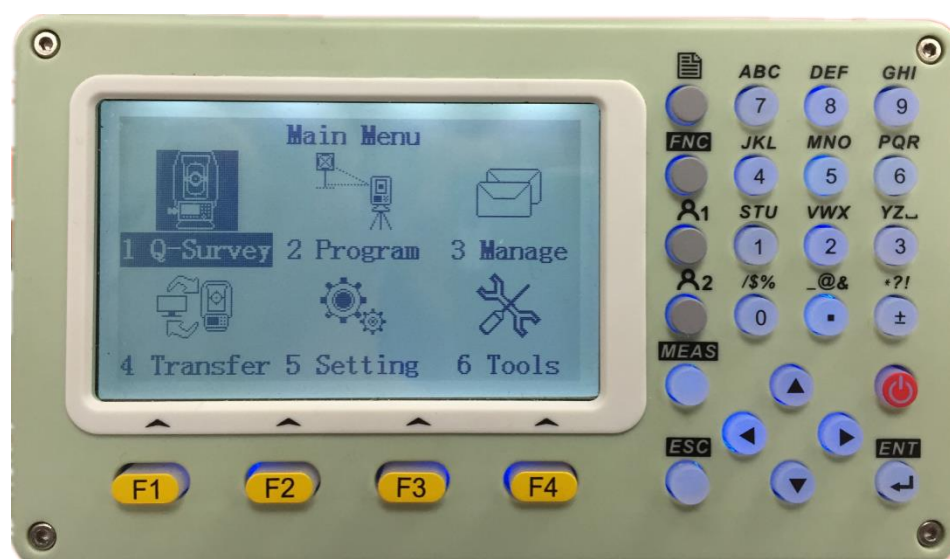 Main Menu
1 Q-Survey 2 Program 3 Manage
4 Transfer 5 Setting 6 Tools
F1 F2 F3 F4
ABC DEF GHI
7 8 9
FNC JKL MNO PQR
4 5 6
1 STU VWX YZ⎵
1 2 3
2 /$% _@& *?!
0 . ±
MEAS
ESC ENT